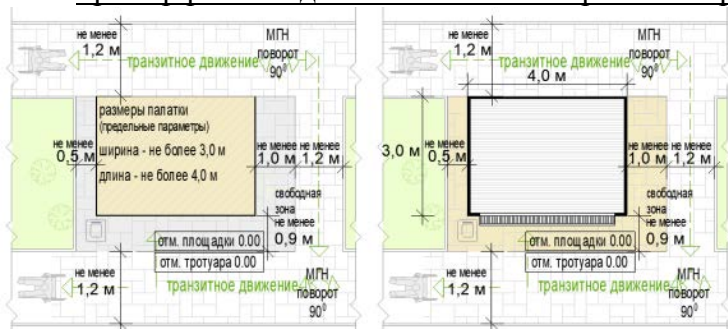 не менее
1,2 м
МГН
поворот
90⁰
транзитное движение
размеры палатки
(предельные параметры)
ширина - не более 3,0 м
длина - не более 4,0 м
не менее
0,5 м
не менее
1,0 м
не менее
1,2 м
свободная
зона
не менее
0,9 м
отм. площадки 0.00
отм. тротуара 0.00
не менее
1,2 м
транзитное движение
МГН
поворот
90⁰
не менее
1,2 м
МГН
поворот
90⁰
транзитное движение
4,0 м
3,0 м
не менее
0,5 м
не менее
1,0 м
не менее
1,2 м
свободная
зона
не менее
0,9 м
отм. площадки 0.00
отм. тротуара 0.00
не менее
1,2 м
транзитное движение
МГН
поворот
90⁰